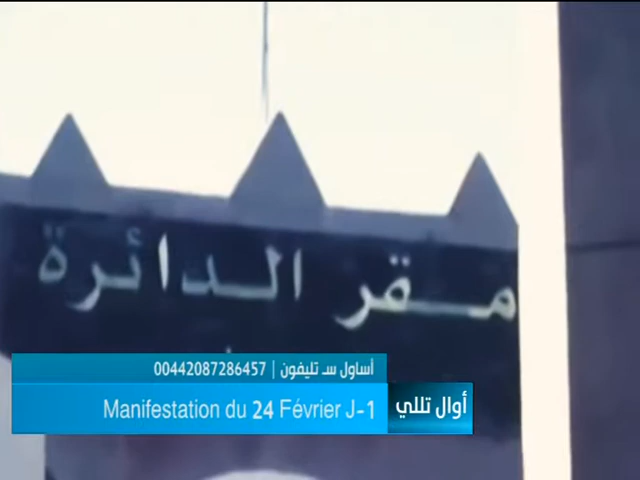 مقر الدائرة
أساول سـ تليفون | 00442087286457
أوال تللي
Manifestation du 24 Février J-1